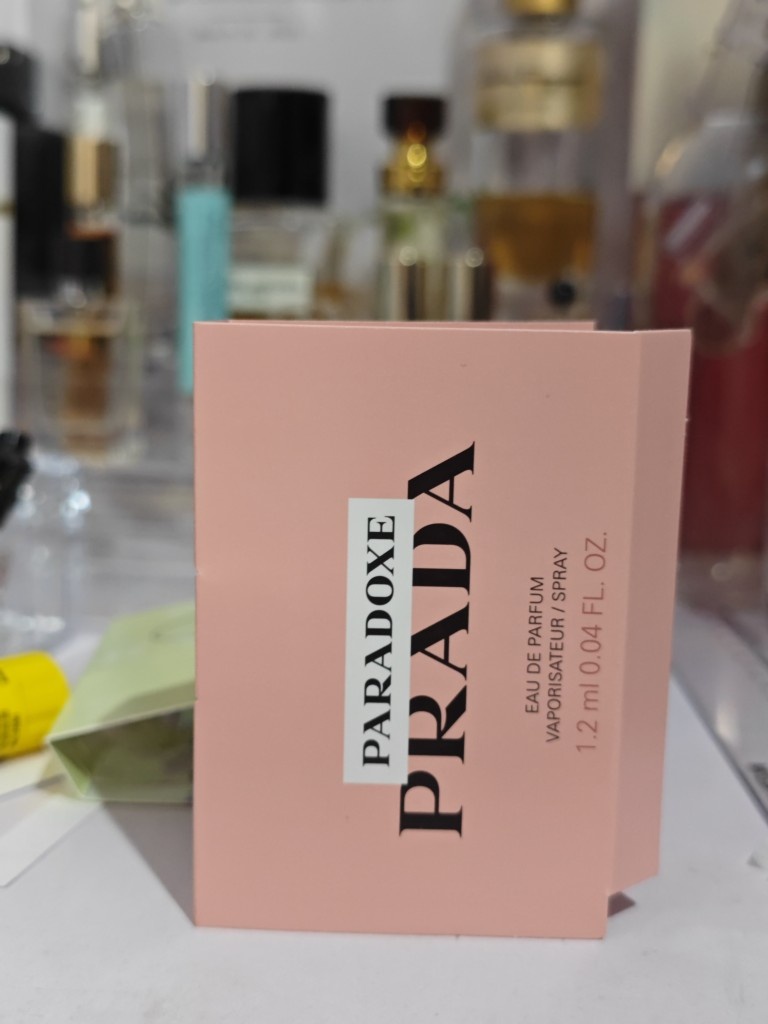 PARADOXE
PRADA
EAU DE PARFUM
VAPORISATEUR / SPRAY
1.2 ml 0.04 FL. OZ.